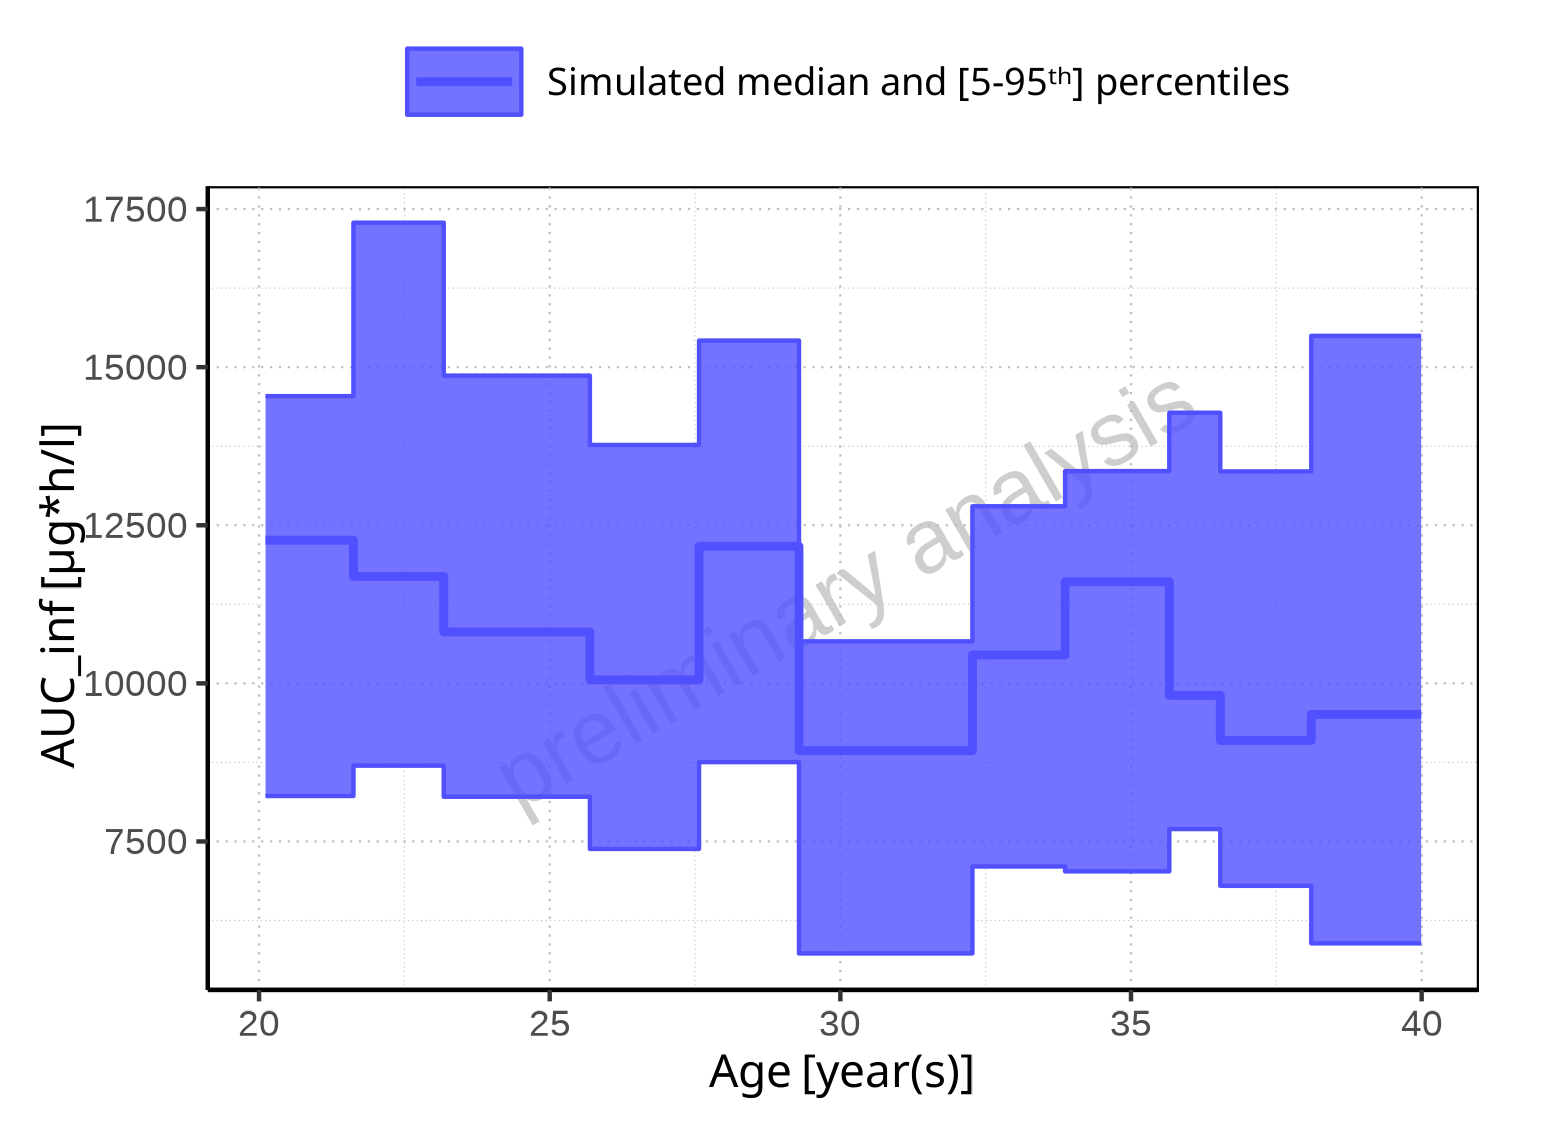 Simulated median and [5-95ᵗʰ] percentiles
17500
15000
12500
10000
7500
AUC_inf [µg*h/l]
preliminary analysis
20 25 30 35 40
Age [year(s)]